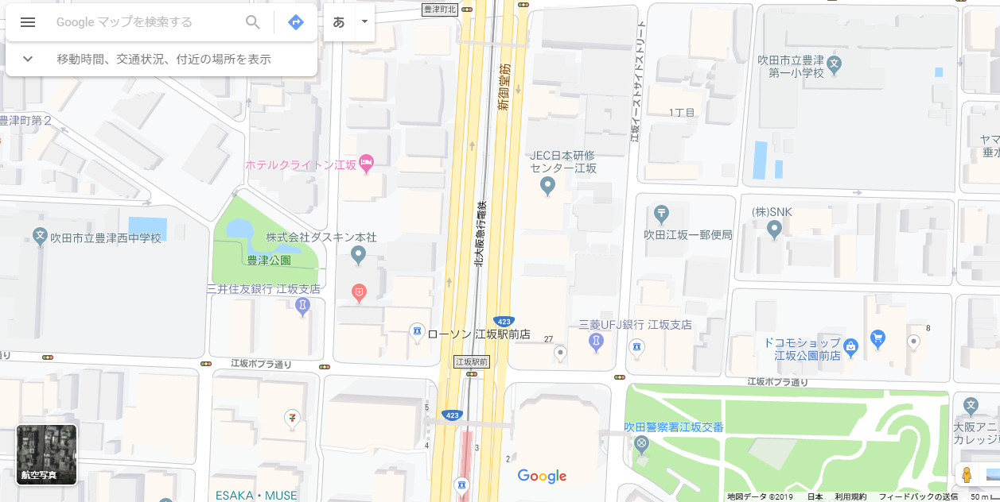 Google マップを検索する
あ
移動時間、交通状況、付近の場所を表示
豊津町北
新御堂筋
江坂イーストサイドストリート
吹田市立豊津
第一小学校
1丁目
豊津町第2
ヤマ
垂水
ホテルクライトン江坂
JEC日本研修
センター江坂
北大阪急行電鉄
吹田市立豊津西中学校
株式会社ダスキン本社
豊津公園
吹田江坂一郵便局
(株)SNK
三井住友銀行 江坂支店
423
ローソン 江坂駅前店
27
三菱UFJ銀行 江坂支店
ドコモショップ
江坂公園前店
8
り
江坂ポプラ通り
江坂駅前
江坂ポプラ通り
5
423
4
3
2
吹田警察署江坂交番
大阪アニ
カレッジ専
航空写真
ESAKA・MUSE
Google
地図データ ©2019 日本 利用規約 フィードバックの送信 50 m